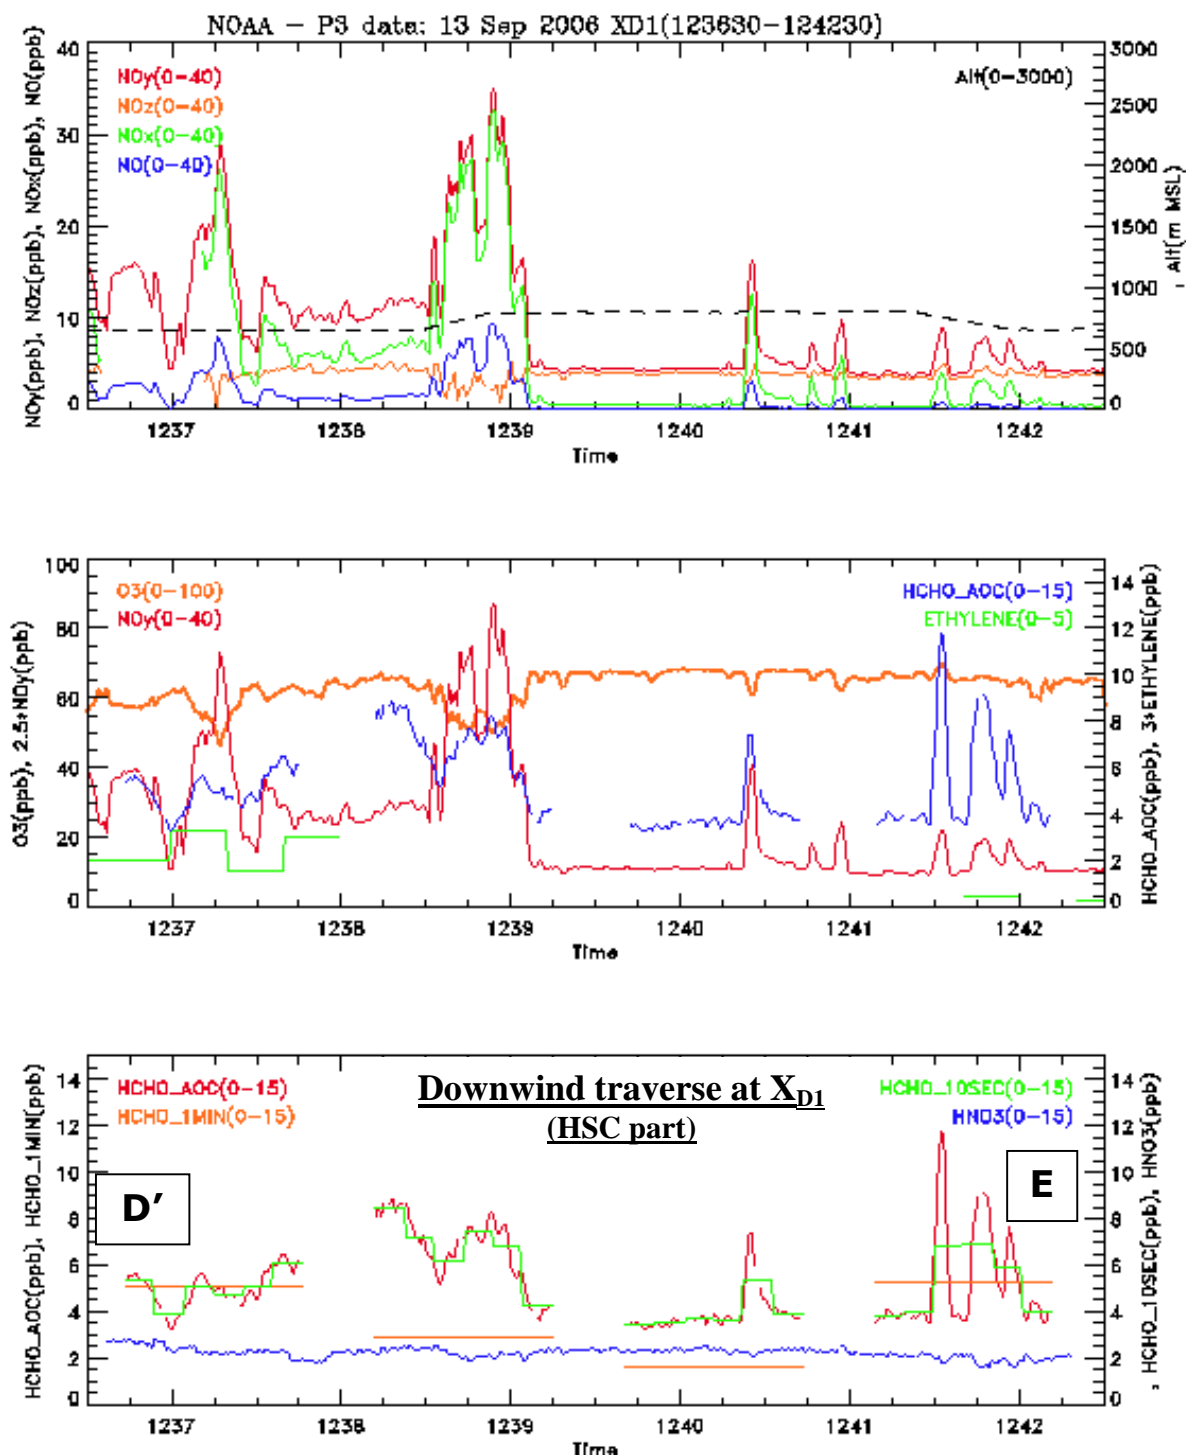 NOAA — P3 data: 13 Sep 2006 XD1(123630-124230)
NOy(ppb), NOz(ppb), NOx(ppb), NO(ppb)
40
30
20
10
0
NOy(0-40)
NOz(0-40)
NOx(0-40)
NO(0-40)
Alt(0-3000)
3000
2500
2000
1500
1000
500
0
Alt(m MSL)
1237 1238 1239 1240 1241 1242
Time
O3(ppb), 2.5*NOy(ppb)
100
80
60
40
20
0
O3(0-100)
NOy(0-40)
HCHO_AOC(0-15)
ETHYLENE(0-5)
14
12
10
8
6
4
2
0
HCHO_AOC(ppb), 3*ETHYLENE(ppb)
1237 1238 1239 1240 1241 1242
Time
HCHO_AOC(ppb), HCHO_1MIN(ppb)
14
12
10
8
6
4
2
0
HCHO_AOC(0-15)
HCHO_1MIN(0-15)
Downwind traverse at XD1
(HSC part)
HCHO_10SEC(0-15)
HNO3(0-15)
D’
E
14
12
10
8
6
4
2
0
, HCHO_10SEC(ppb), HNO3(ppb)
1237 1238 1239 1240 1241 1242
Time